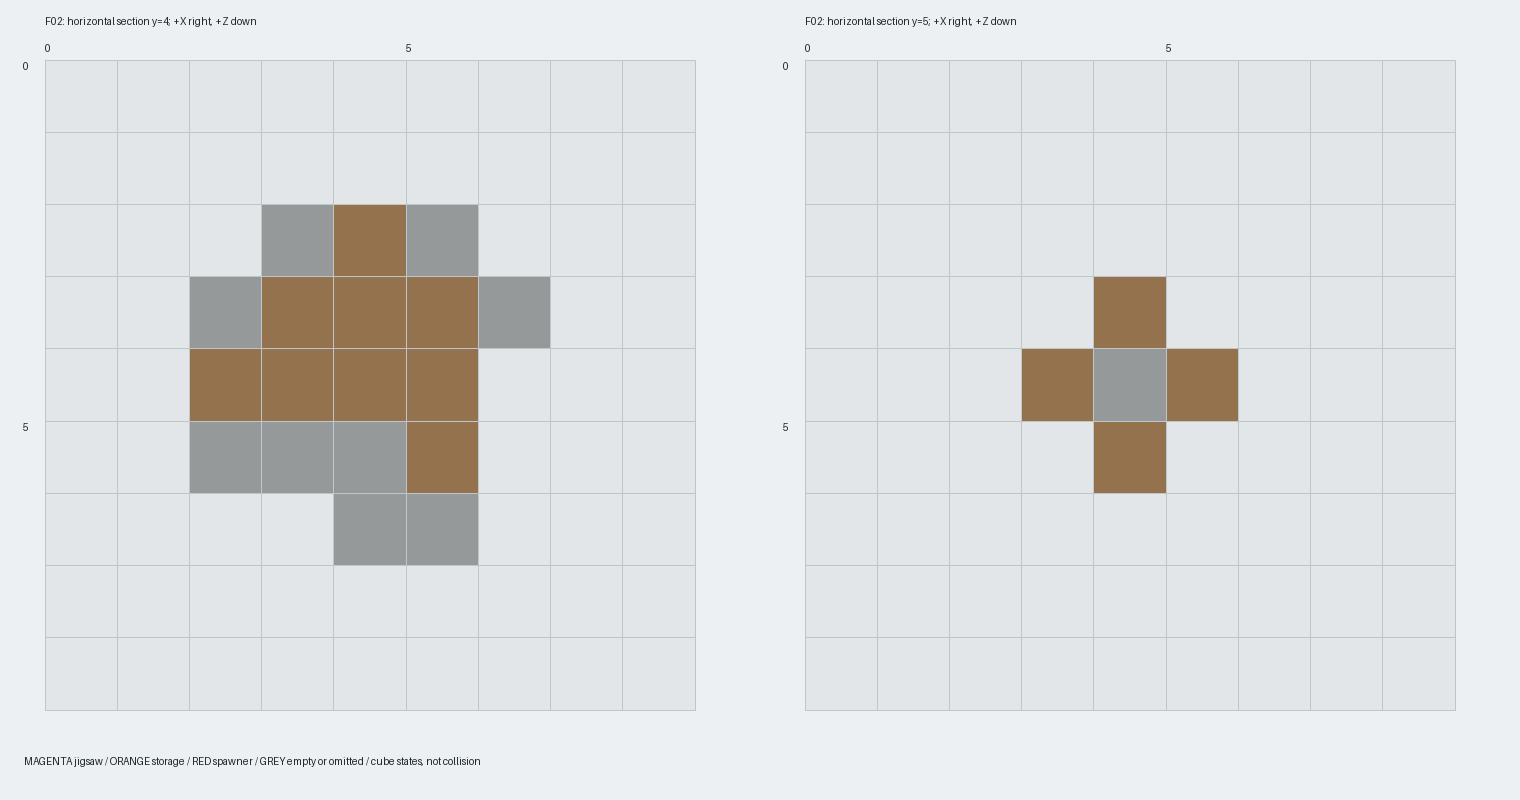 F02: horizontal section y=4; +X right, +Z down
F02: horizontal section y=5; +X right, +Z down
0
5
0
5
0
0
5
5
MAGENTA jigsaw / ORANGE storage / RED spawner / GREY empty or omitted / cube states, not collision